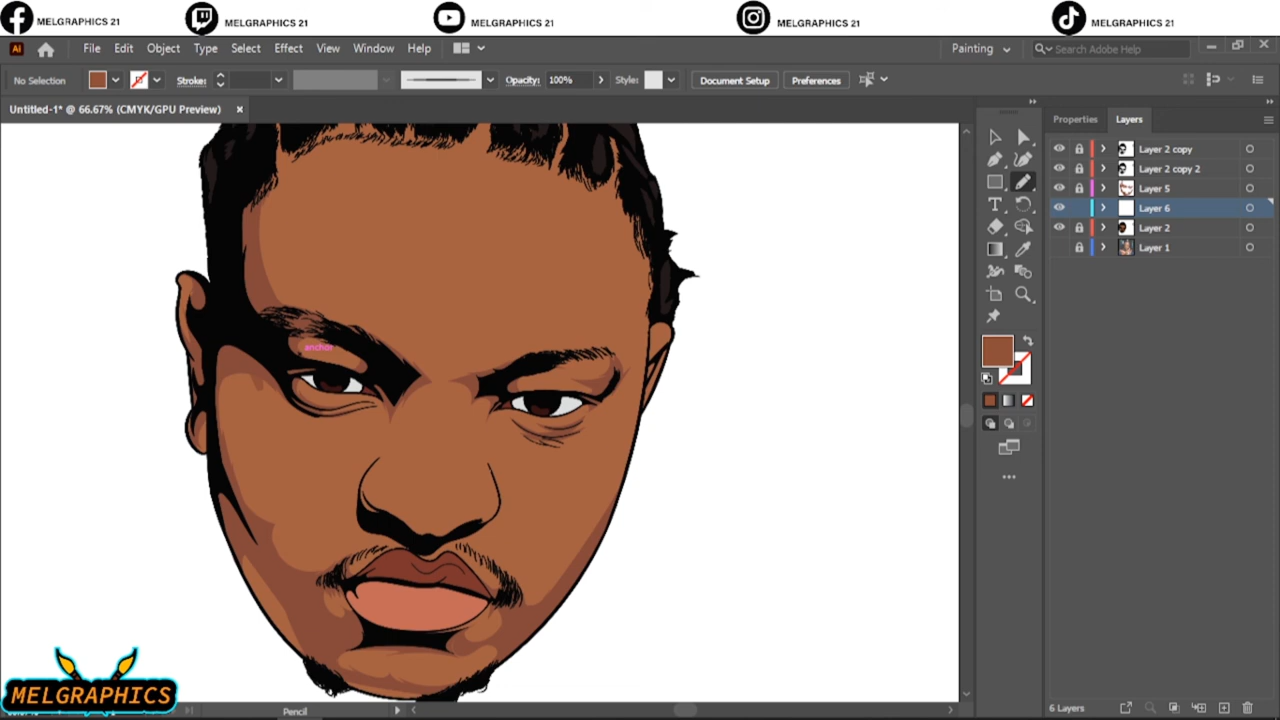 MELGRAPHICS 21
MELGRAPHICS 21
MELGRAPHICS 21
MELGRAPHICS 21
MELGRAPHICS 21
Ai File Edit Object Type Select Effect View Window Help Painting Search Adobe Help
No Selection Stroke: Opacity: 100% Style: Document Setup Preferences
Untitled-1* @ 66.67% (CMYK/GPU Preview) ×
Properties Layers
Layer 2 copy
Layer 2 copy 2
Layer 5
Layer 6
Layer 2
Layer 1
anchor
MELGRAPHICS
Pencil
6 Layers